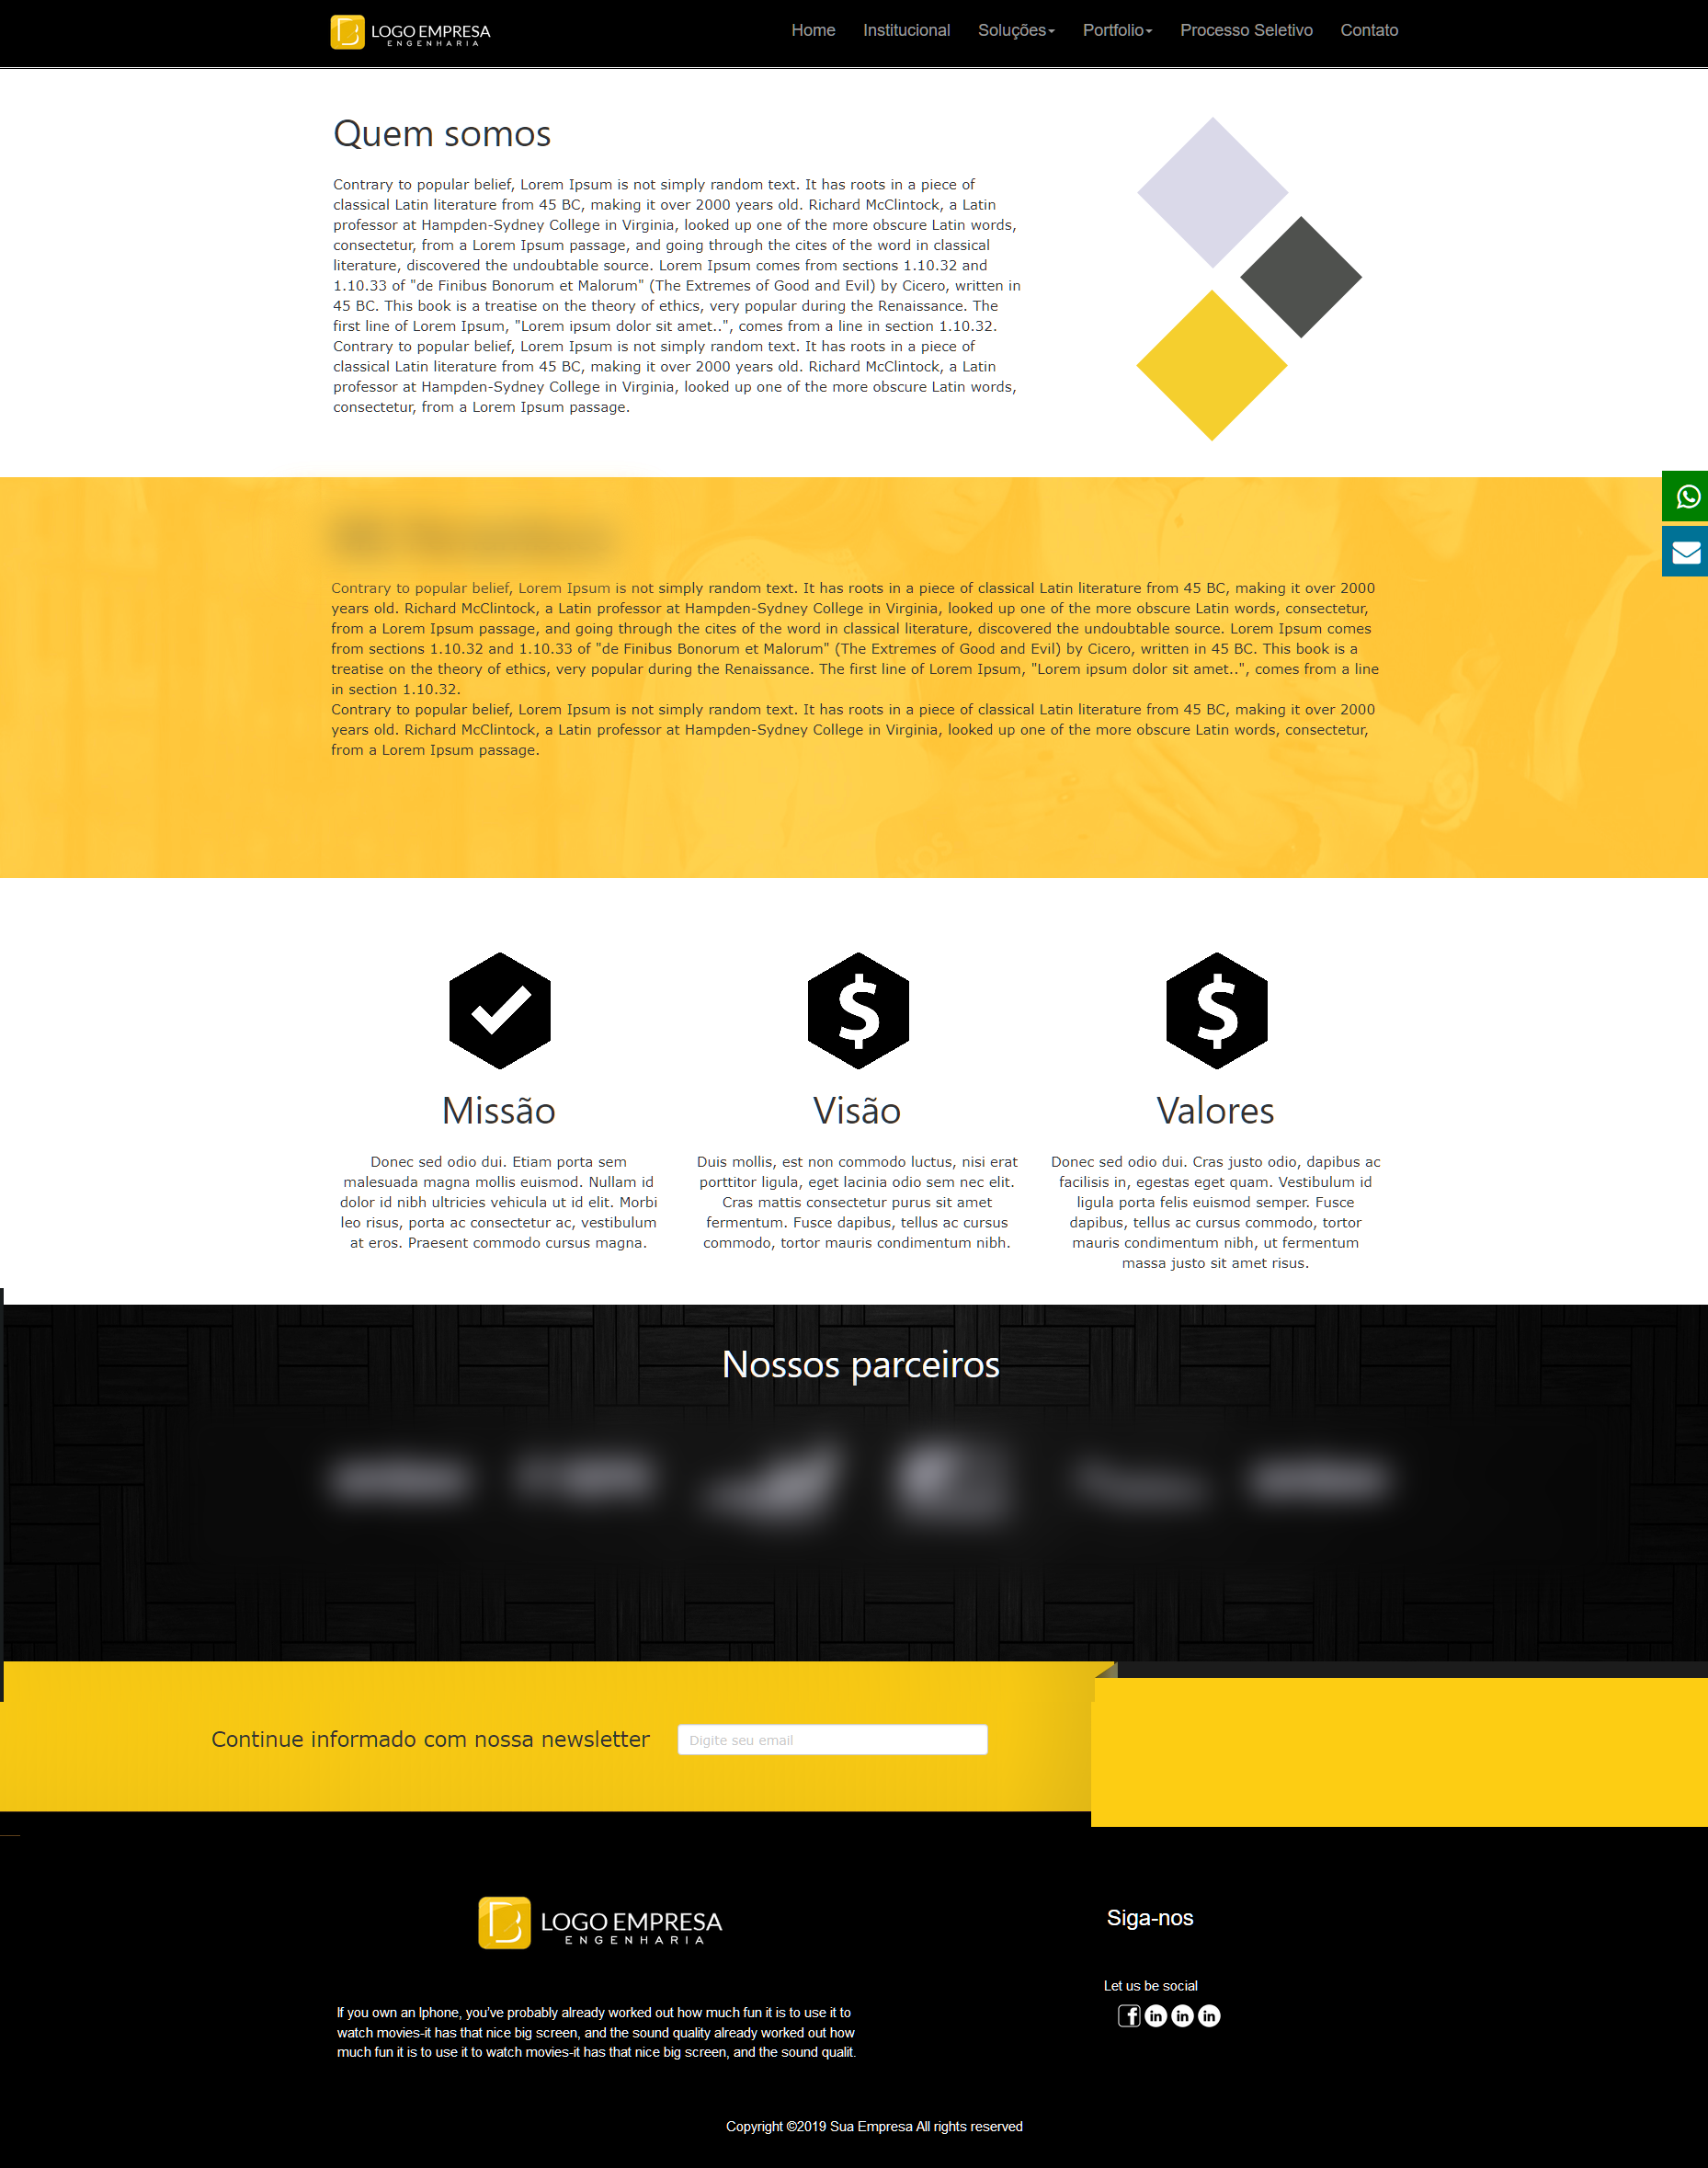 LOGO EMPRESA
ENGENHARIA
Home Institucional Soluções Portfolio Processo Seletivo Contato
Quem somos
Contrary to popular belief, Lorem Ipsum is not simply random text. It has roots in a piece of
classical Latin literature from 45 BC, making it over 2000 years old. Richard McClintock, a Latin
professor at Hampden-Sydney College in Virginia, looked up one of the more obscure Latin words,
consectetur, from a Lorem Ipsum passage, and going through the cites of the word in classical
literature, discovered the undoubtable source. Lorem Ipsum comes from sections 1.10.32 and
1.10.33 of "de Finibus Bonorum et Malorum" (The Extremes of Good and Evil) by Cicero, written in
45 BC. This book is a treatise on the theory of ethics, very popular during the Renaissance. The
first line of Lorem Ipsum, "Lorem ipsum dolor sit amet..", comes from a line in section 1.10.32.
Contrary to popular belief, Lorem Ipsum is not simply random text. It has roots in a piece of
classical Latin literature from 45 BC, making it over 2000 years old. Richard McClintock, a Latin
professor at Hampden-Sydney College in Virginia, looked up one of the more obscure Latin words,
consectetur, from a Lorem Ipsum passage.
Contrary to popular belief, Lorem Ipsum is not simply random text. It has roots in a piece of classical Latin literature from 45 BC, making it over 2000
years old. Richard McClintock, a Latin professor at Hampden-Sydney College in Virginia, looked up one of the more obscure Latin words, consectetur,
from a Lorem Ipsum passage, and going through the cites of the word in classical literature, discovered the undoubtable source. Lorem Ipsum comes
from sections 1.10.32 and 1.10.33 of "de Finibus Bonorum et Malorum" (The Extremes of Good and Evil) by Cicero, written in 45 BC. This book is a
treatise on the theory of ethics, very popular during the Renaissance. The first line of Lorem Ipsum, "Lorem ipsum dolor sit amet..", comes from a line
in section 1.10.32.
Contrary to popular belief, Lorem Ipsum is not simply random text. It has roots in a piece of classical Latin literature from 45 BC, making it over 2000
years old. Richard McClintock, a Latin professor at Hampden-Sydney College in Virginia, looked up one of the more obscure Latin words, consectetur,
from a Lorem Ipsum passage.
Missão
Donec sed odio dui. Etiam porta sem
malesuada magna mollis euismod. Nullam id
dolor id nibh ultricies vehicula ut id elit. Morbi
leo risus, porta ac consectetur ac, vestibulum
at eros. Praesent commodo cursus magna.
Visão
Duis mollis, est non commodo luctus, nisi erat
porttitor ligula, eget lacinia odio sem nec elit.
Cras mattis consectetur purus sit amet
fermentum. Fusce dapibus, tellus ac cursus
commodo, tortor mauris condimentum nibh.
Valores
Donec sed odio dui. Cras justo odio, dapibus ac
facilisis in, egestas eget quam. Vestibulum id
ligula porta felis euismod semper. Fusce
dapibus, tellus ac cursus commodo, tortor
mauris condimentum nibh, ut fermentum
massa justo sit amet risus.
Nossos parceiros
Continue informado com nossa newsletter
Digite seu email
LOGO EMPRESA
ENGENHARIA
If you own an Iphone, you've probably already worked out how much fun it is to use it to
watch movies-it has that nice big screen, and the sound quality already worked out how
much fun it is to use it to watch movies-it has that nice big screen, and the sound qualit.
Siga-nos
Let us be social
Copyright ©2019 Sua Empresa All rights reserved